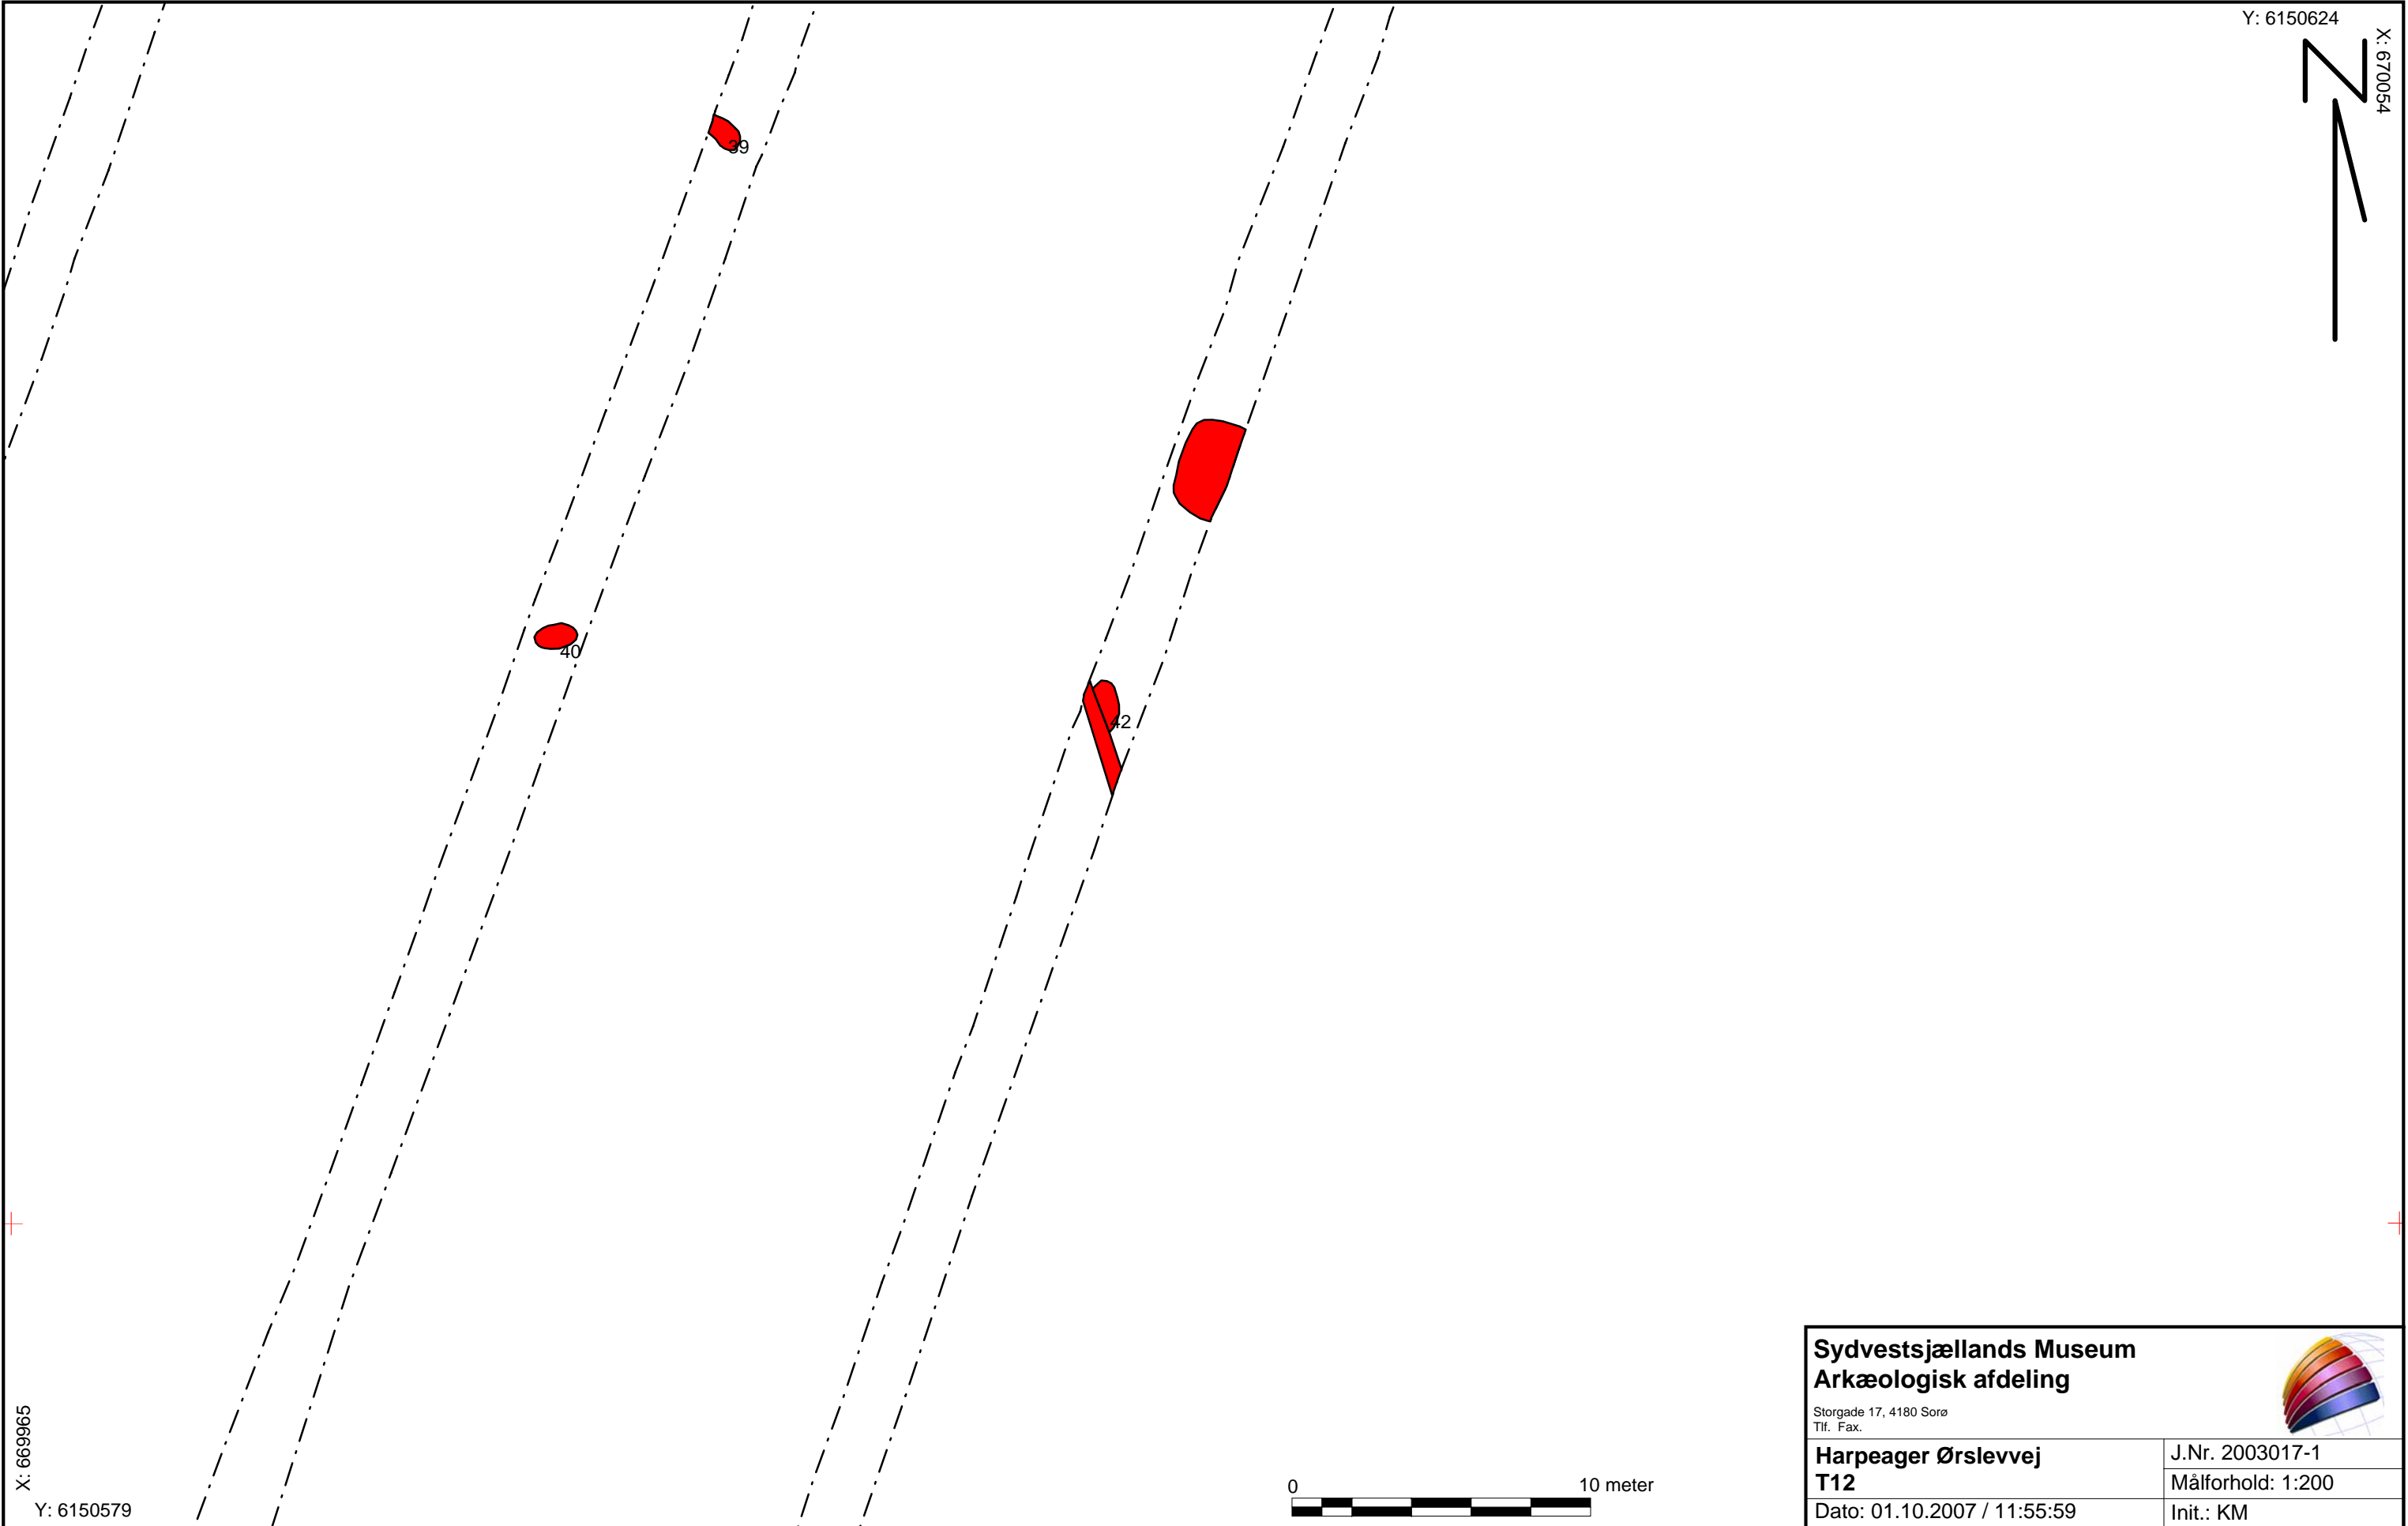 Y: 6150624
X: 670054
N
39
40
42
X: 669965
Y: 6150579
0 10 meter
Sydvestsjællands Museum
Arkæologisk afdeling
Storgade 17, 4180 Sorø
Tlf. Fax.
Harpeager Ørslevvej
T12
J.Nr. 2003017-1
Målforhold: 1:200
Dato: 01.10.2007 / 11:55:59
Init.: KM